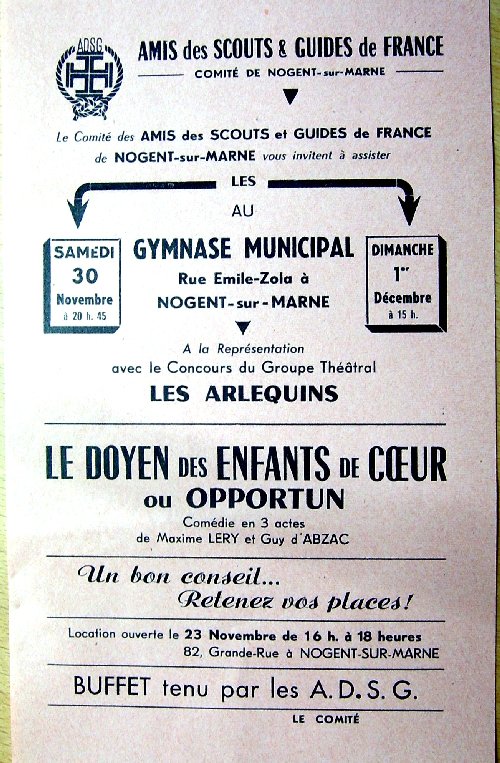 ADSG
AMIS des SCOUTS & GUIDES de FRANCE
COMITÉ DE NOGENT-sur-MARNE
Le Comité des AMIS des SCOUTS et GUIDES de FRANCE
de NOGENT-sur-MARNE vous invitent à assister
LES
AU
SAMEDI
30
Novembre
à 20 h. 45
GYMNASE MUNICIPAL
Rue Emile-Zola à
NOGENT-sur-MARNE
DIMANCHE
1er
Décembre
à 15 h.
A la Représentation
avec le Concours du Groupe Théâtral
LES ARLEQUINS
LE DOYEN DES ENFANTS DE CŒUR
ou OPPORTUN
Comédie en 3 actes
de Maxime LERY et Guy d'ABZAC
Un bon conseil...
Retenez vos places!
Location ouverte le 23 Novembre de 16 h. à 18 heures
82, Grande-Rue à NOGENT-SUR-MARNE
BUFFET tenu par les A.D.S.G.
LE COMITÉ